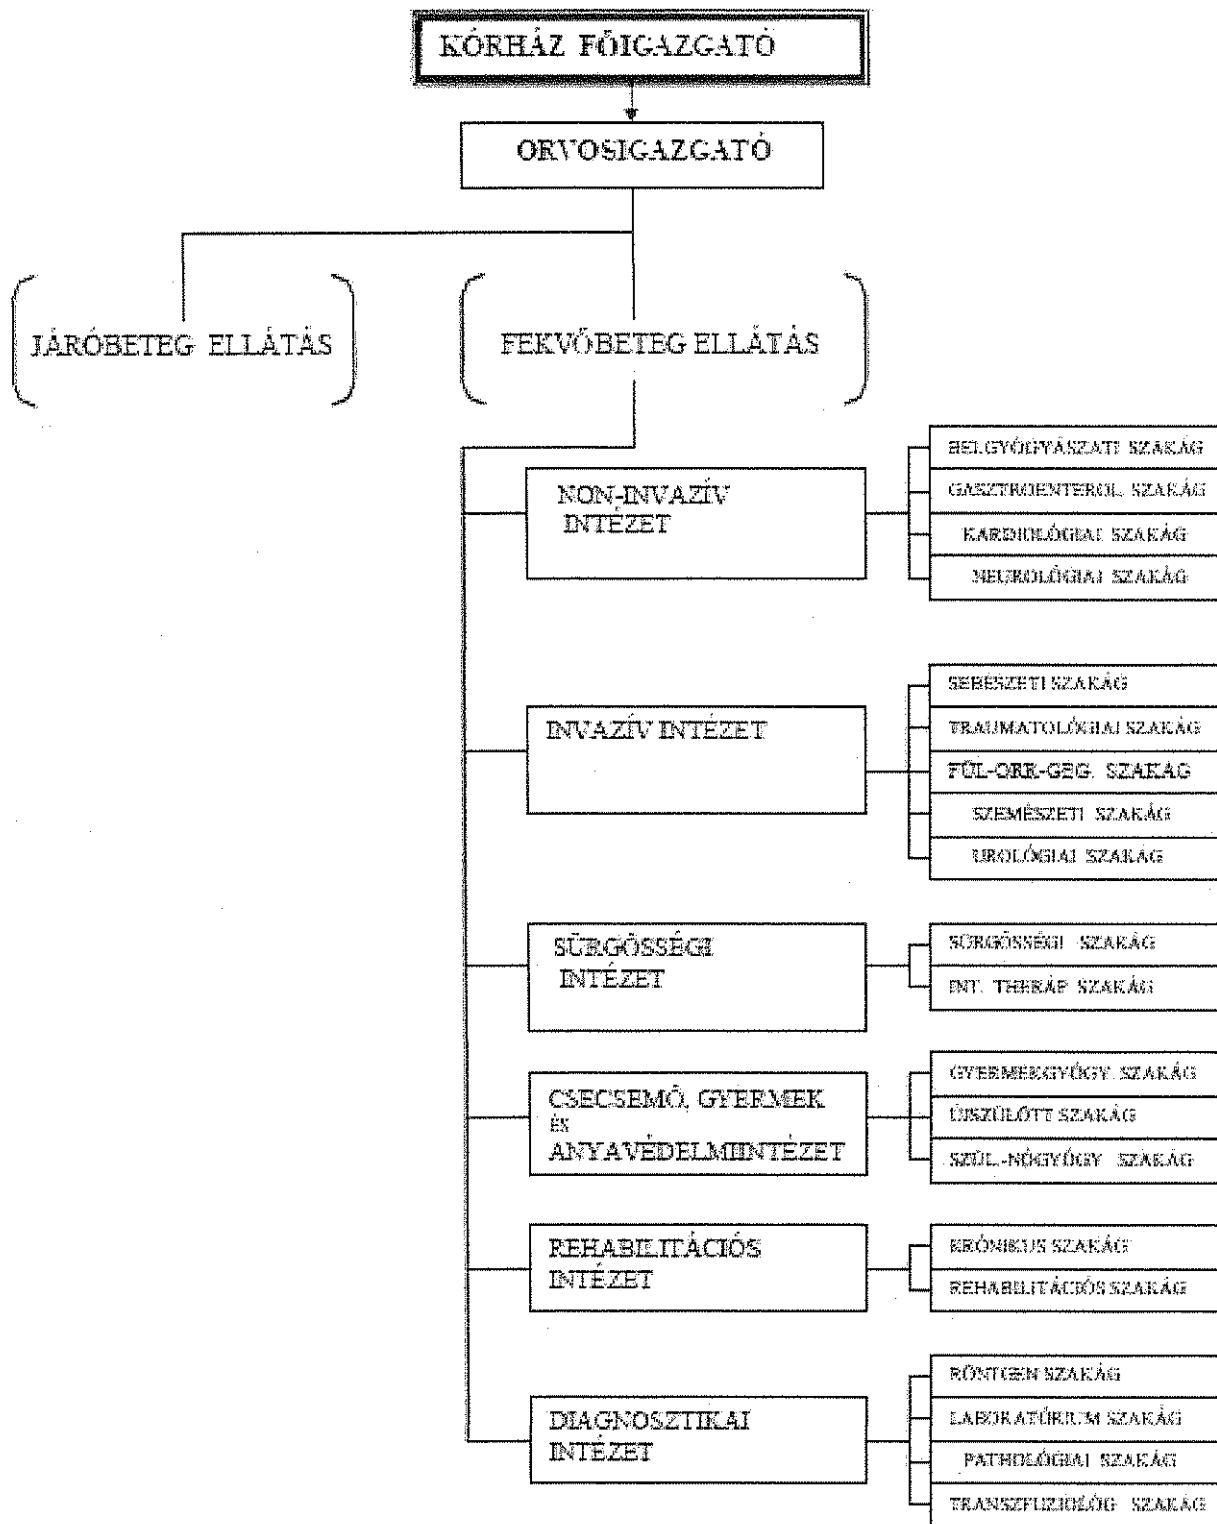 KÓRHÁZ FŐIGAZGATÓ
ORVOSIGAZGATÓ
JÁRÓBETEG ELLÁTÁS
FEKVŐBETEG ELLÁTÁS
NON-INVAZÍV
INTÉZET
BELGYÓGYÁSZATI SZAKÁG
GASZTROENTEROL. SZAKÁG
KARDIOLÓGIAI SZAKÁG
NEUROLÓGIAI SZAKÁG
INVAZÍV INTÉZET
SEBÉSZETI SZAKÁG
TRAUMATOLÓGIAI SZAKÁG
FÜL-ORR-GÉG. SZAKÁG
SZEMÉSZETI SZAKÁG
UROLÓGIAI SZAKÁG
SÜRGŐSSÉGI
INTÉZET
SÜRGŐSSÉGI SZAKÁG
INT. THERÁP SZAKÁG
CSECSEMŐ, GYERMEK
ÉS
ANYAVÉDELMIINTÉZET
GYERMEKGYÓGY. SZAKÁG
ÚJSZÜLÖTT SZAKÁG
SZÜL.-NŐGYÓGY SZAKÁG
REHABILITÁCIÓS
INTÉZET
KRÓNIKUS SZAKÁG
REHABILITÁCIÓS SZAKÁG
DIAGNOSZTIKAI
INTÉZET
RÖNTGEN SZAKÁG
LABORATÓRIUM SZAKÁG
PATHOLÓGIAI SZAKÁG
TRANSZFUZIOLÓG SZAKÁG